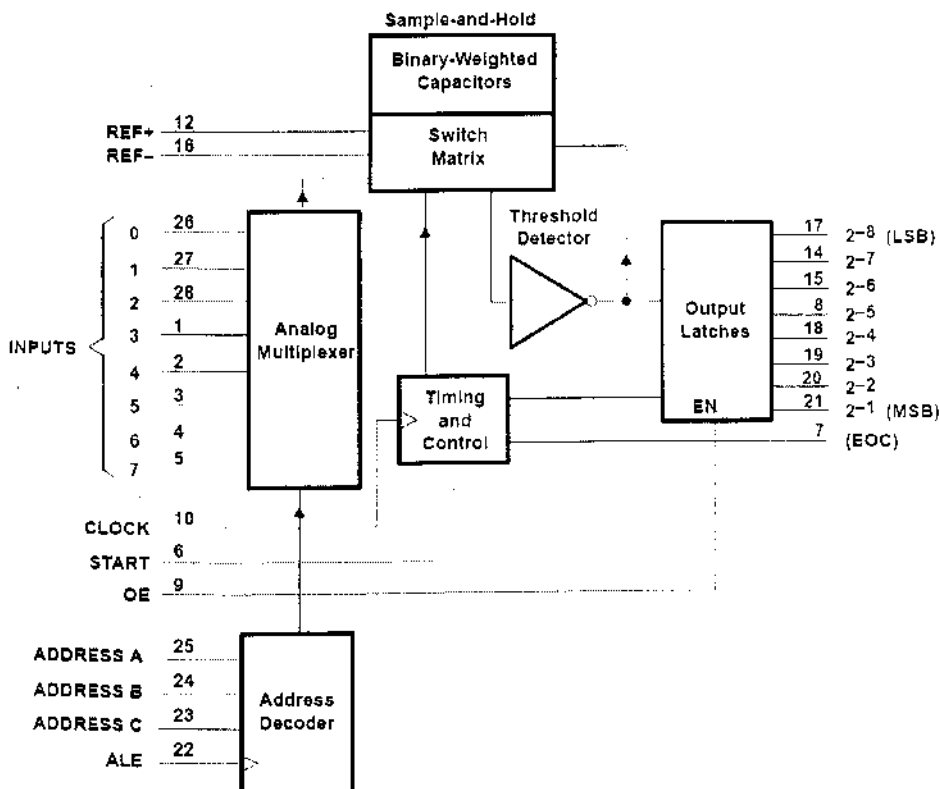 Sample-and-Hold
Binary-Weighted
Capacitors
Switch
Matrix
REF+ 12
REF– 16
INPUTS
0 26
1 27
2 28
3 1
4 2
5 3
6 4
7 5
Analog
Multiplexer
Threshold
Detector
Timing
and
Control
Output
Latches
EN
17 2–8 (LSB)
14 2–7
15 2–6
8 2–5
18 2–4
19 2–3
20 2–2
21 2–1 (MSB)
7 (EOC)
CLOCK 10
START 6
OE 9
ADDRESS A 25
ADDRESS B 24
ADDRESS C 23
ALE 22
Address
Decoder